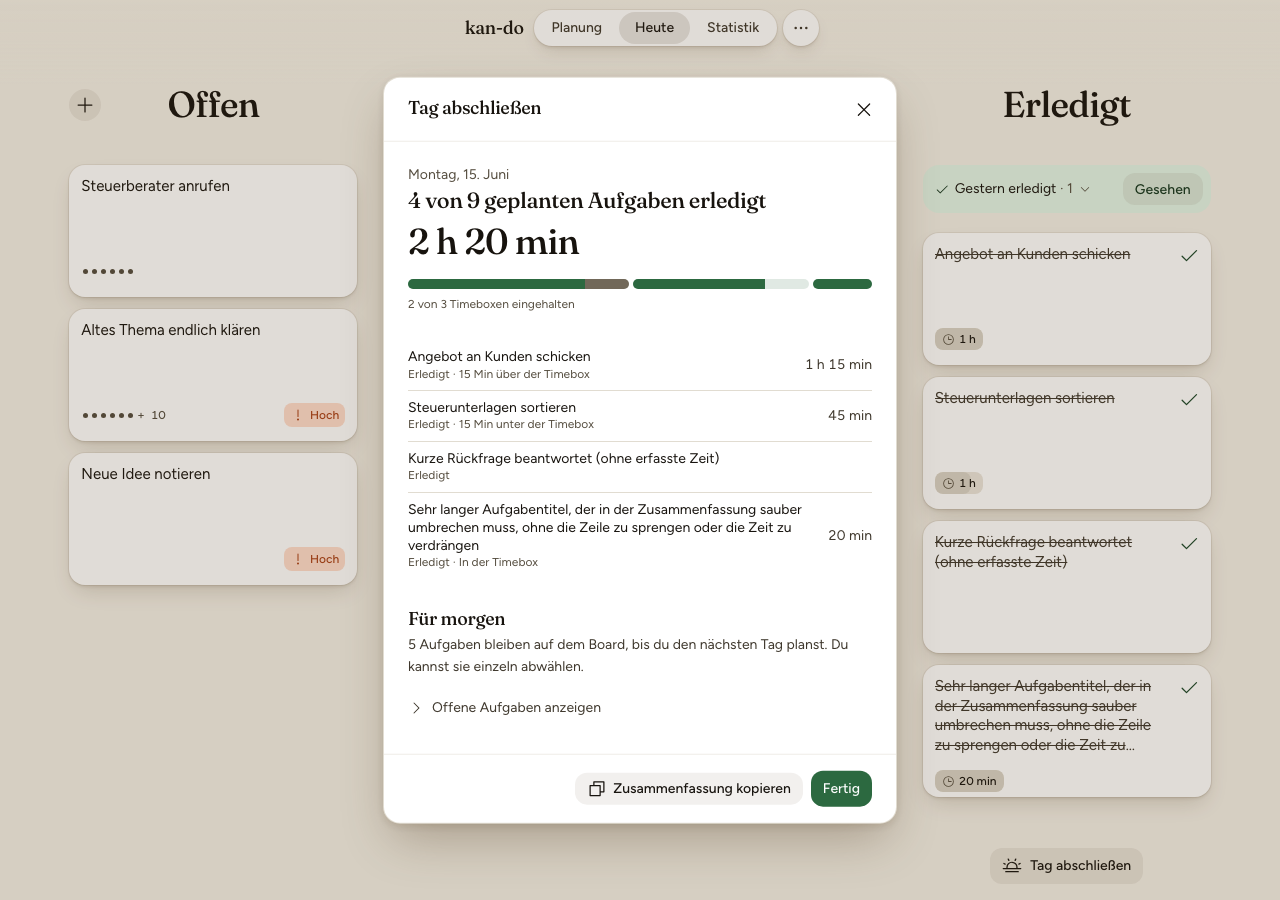 kan-do
Planung
Heute
Statistik
Offen
Steuerberater anrufen
Altes Thema endlich klären
+ 10
Hoch
Neue Idee notieren
Hoch
Tag abschließen
Montag, 15. Juni
4 von 9 geplanten Aufgaben erledigt
2 h 20 min
2 von 3 Timeboxen eingehalten
Angebot an Kunden schicken
Erledigt · 15 Min über der Timebox
1 h 15 min
Steuerunterlagen sortieren
Erledigt · 15 Min unter der Timebox
45 min
Kurze Rückfrage beantwortet (ohne erfasste Zeit)
Erledigt
Sehr langer Aufgabentitel, der in der Zusammenfassung sauber
umbrechen muss, ohne die Zeile zu sprengen oder die Zeit zu
verdrängen
Erledigt · In der Timebox
20 min
Für morgen
5 Aufgaben bleiben auf dem Board, bis du den nächsten Tag planst. Du
kannst sie einzeln abwählen.
Offene Aufgaben anzeigen
Zusammenfassung kopieren
Fertig
Erledigt
Gestern erledigt · 1
Gesehen
Angebot an Kunden schicken
1 h
Steuerunterlagen sortieren
1 h
Kurze Rückfrage beantwortet
(ohne erfasste Zeit)
Sehr langer Aufgabentitel, der in
der Zusammenfassung sauber
umbrechen muss, ohne die Zeile
zu sprengen oder die Zeit zu...
20 min
Tag abschließen